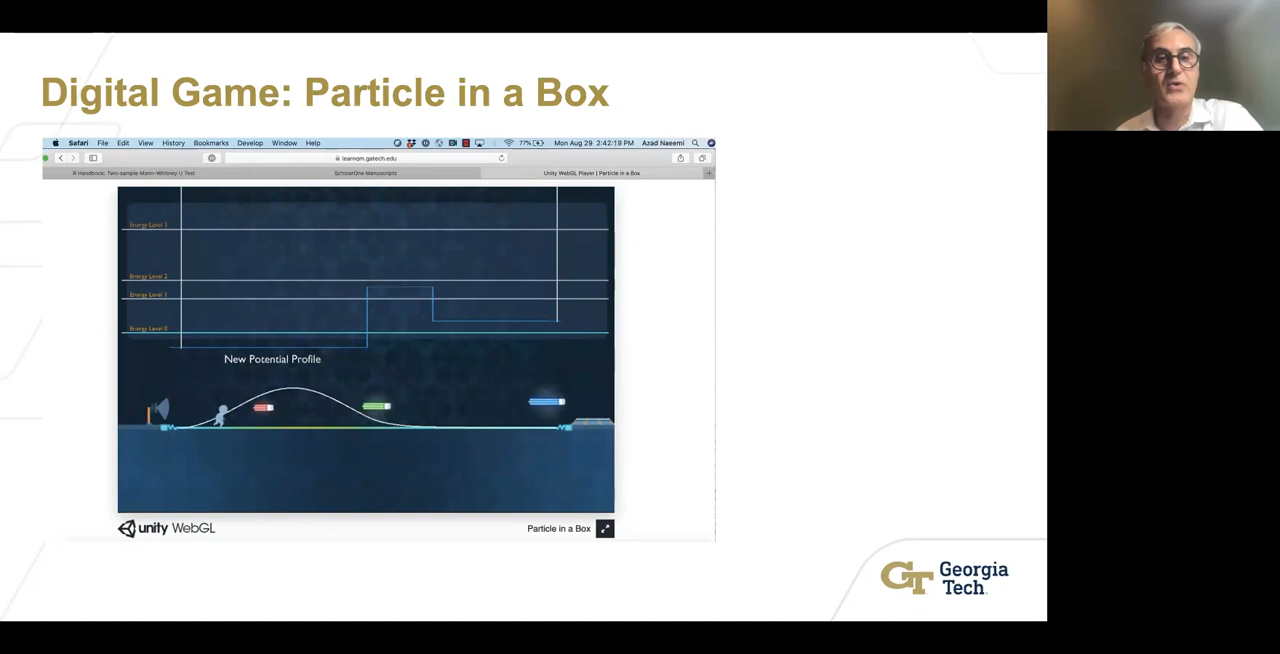 Digital Game: Particle in a Box
Safari File Edit View History Bookmarks Develop Window Help 77% Mon Aug 29 2:42:19 PM Azad Naeemi
learnqm.gatech.edu
R Handbook: Two-sample Mann-Whitney U Test ScholarOne Manuscripts Unity WebGL Player | Particle in a Box
Energy Level 3
Energy Level 2
Energy Level 1
Energy Level 0
New Potential Profile
unity WebGL
Particle in a Box
GT Georgia Tech